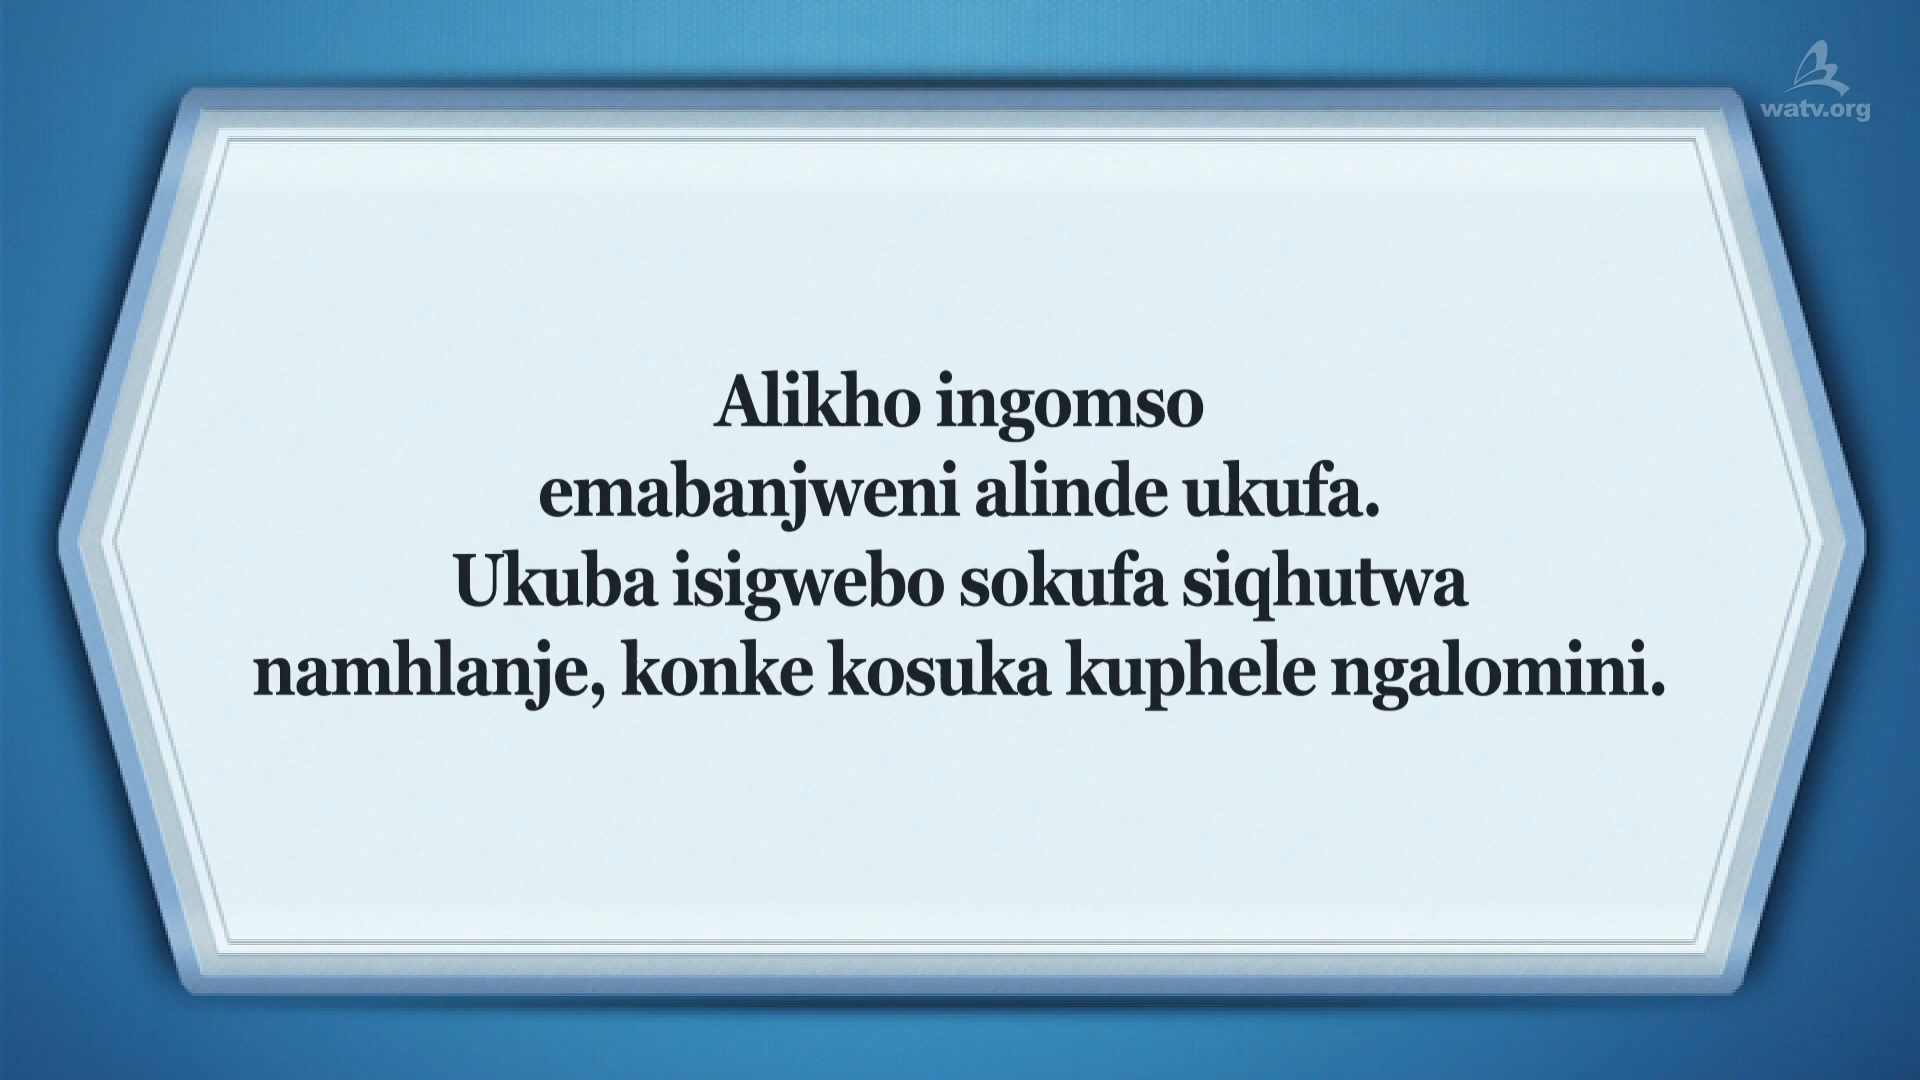 watv.org
Alikho ingomso
emabanjweni alinde ukufa.
Ukuba isigwebo sokufa siqhutwa
namhlanje, konke kosuka kuphele ngalomini.